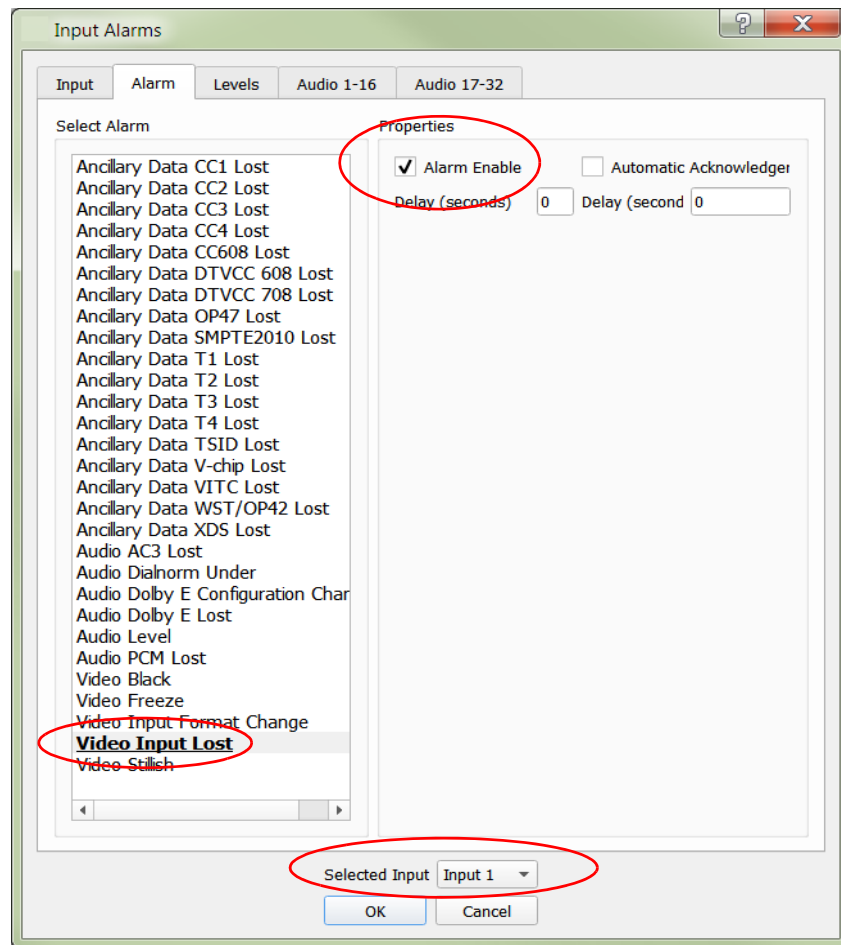 Input Alarms
Input Alarm Levels Audio 1-16 Audio 17-32
Select Alarm
Properties
Ancillary Data CC1 Lost
Ancillary Data CC2 Lost
Ancillary Data CC3 Lost
Ancillary Data CC4 Lost
Ancillary Data CC608 Lost
Ancillary Data DTVCC 608 Lost
Ancillary Data DTVCC 708 Lost
Ancillary Data OP47 Lost
Ancillary Data SMPTE2010 Lost
Ancillary Data T1 Lost
Ancillary Data T2 Lost
Ancillary Data T3 Lost
Ancillary Data T4 Lost
Ancillary Data TSID Lost
Ancillary Data V-chip Lost
Ancillary Data VITC Lost
Ancillary Data WST/OP42 Lost
Ancillary Data XDS Lost
Audio AC3 Lost
Audio Dialnorm Under
Audio Dolby E Configuration Char
Audio Dolby E Lost
Audio Level
Audio PCM Lost
Video Black
Video Freeze
Video Input Format Change
Video Input Lost
Video Stillish
Alarm Enable Automatic Acknowledger
Delay (seconds) 0 Delay (second 0
Selected Input Input 1
OK Cancel